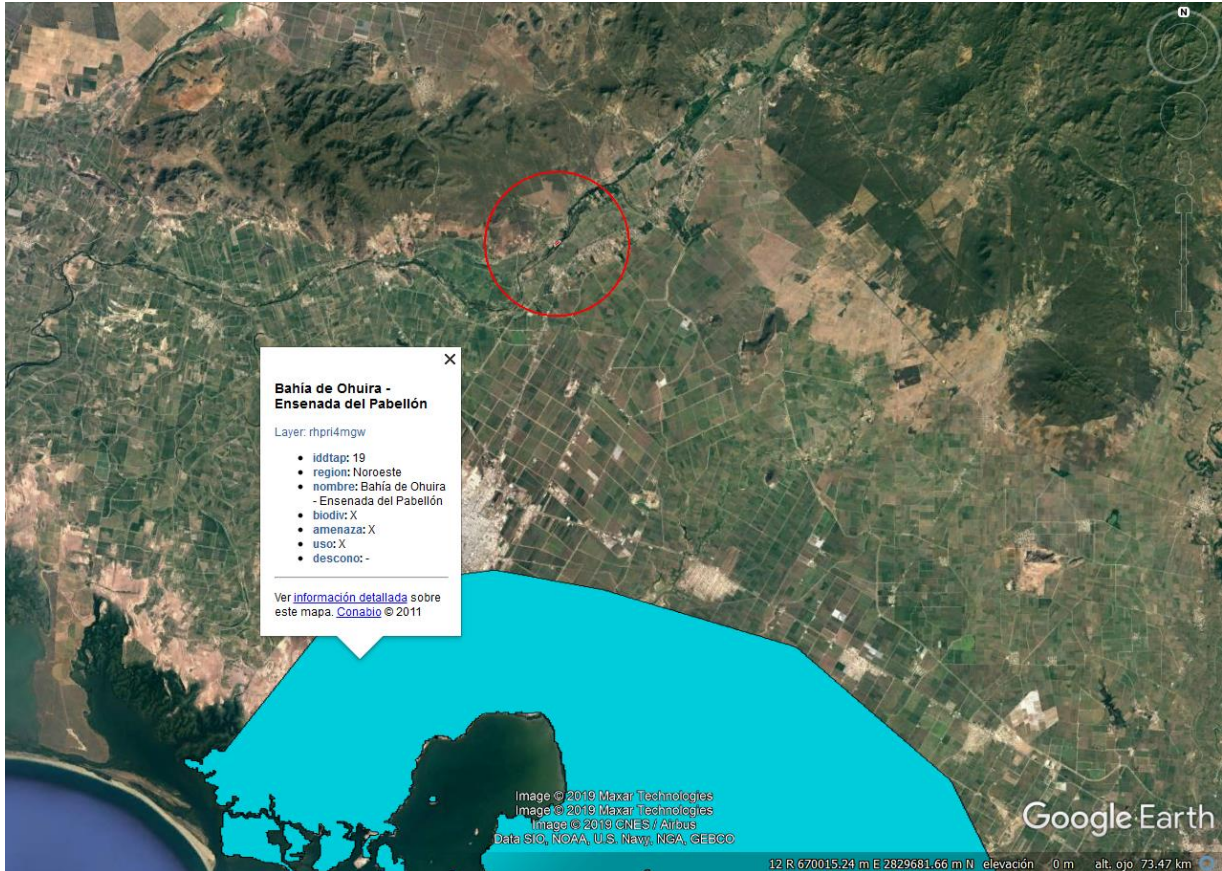 N
Bahía de Ohuira -
Ensenada del Pabellón
Layer: rhpri4mgw
• iddtap: 19
• region: Noroeste
• nombre: Bahía de Ohuira
- Ensenada del Pabellón
• biodiv: X
• amenaza: X
• uso: X
• descono: -
Ver información detallada sobre
este mapa. Conabio © 2011
Image © 2019 Maxar Technologies
Image © 2019 Maxar Technologies
Image © 2019 CNES / Airbus
Data SIO, NOAA, U.S. Navy, NGA, GEBCO
Google Earth
12 R 670015.24 m E 2829681.66 m N elevación 0 m alt. ojo 73.47 km